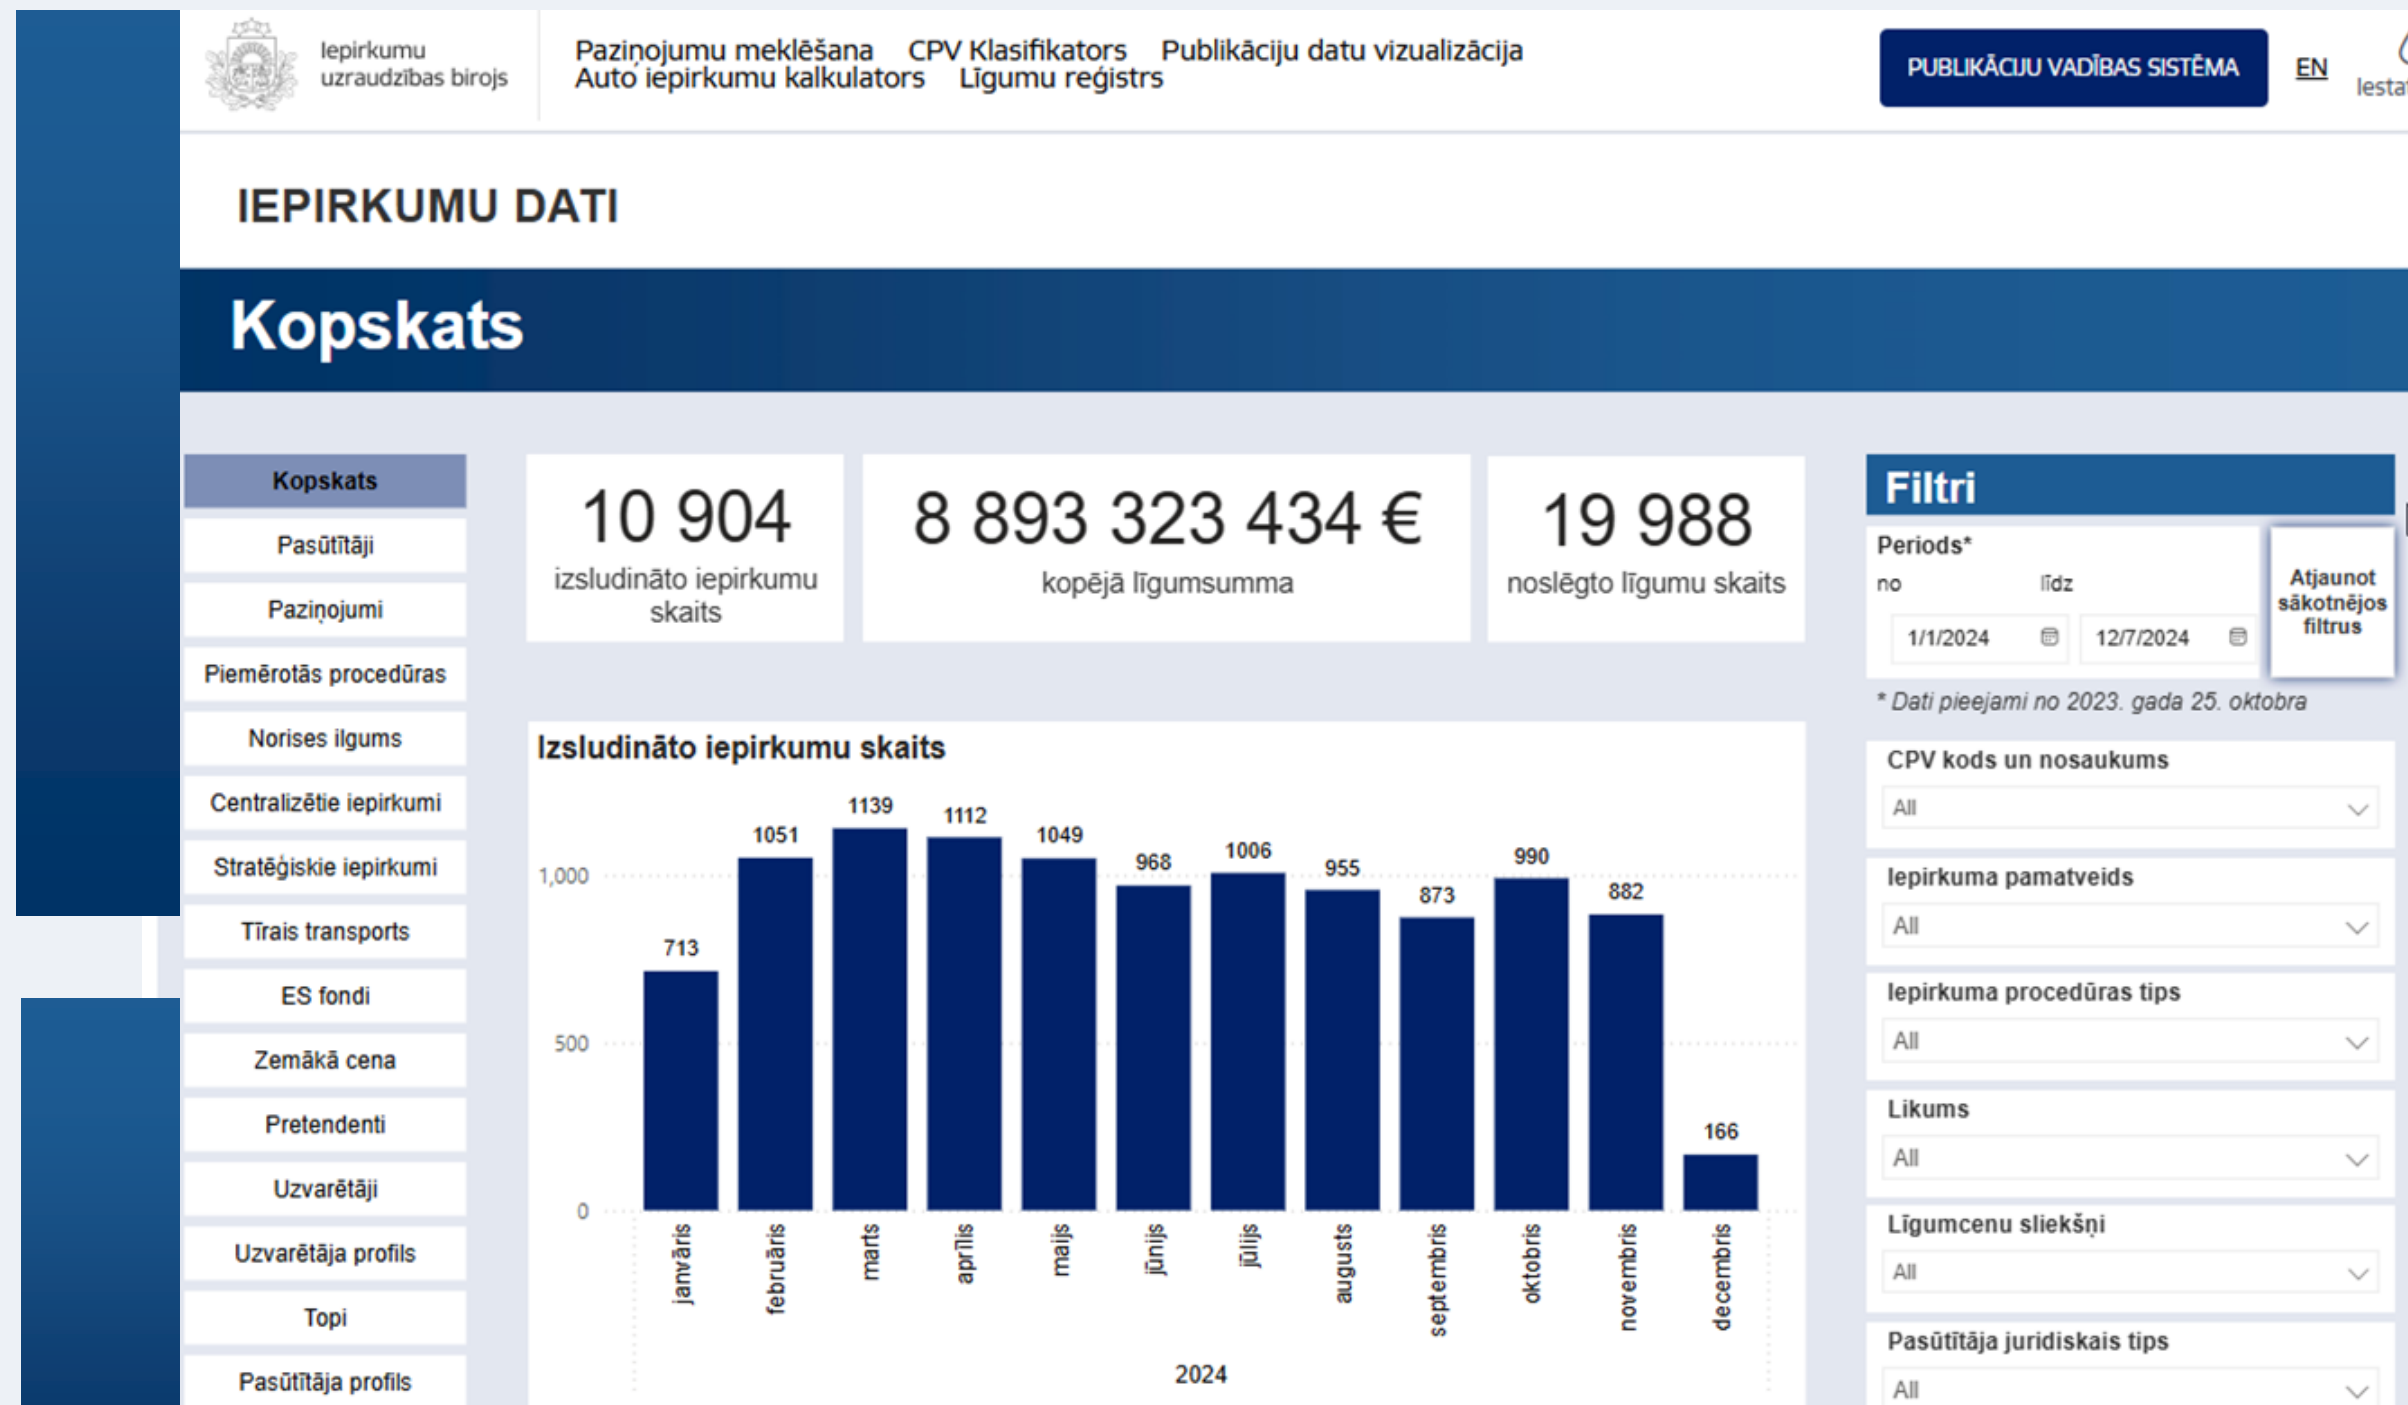 Iepirkumu
uzraudzības birojs
Paziņojumu meklēšana CPV Klasifikators Publikāciju datu vizualizācija
Auto iepirkumu kalkulators Līgumu reģistrs
PUBLIKĀCIJU VADĪBAS SISTĒMA
EN
IEPIRKUMU DATI
Kopskats
Kopskats
Pasūtītāji
Paziņojumi
Piemērotās procedūras
Norises ilgums
Centralizētie iepirkumi
Stratēģiskie iepirkumi
Tīrais transports
ES fondi
Zemākā cena
Pretendenti
Uzvarētāji
Uzvarētāja profils
Topi
Pasūtītāja profils
10 904
izsludināto iepirkumu
skaits
8 893 323 434 €
kopējā līgumsumma
19 988
noslēgto līgumu skaits
Izsludināto iepirkumu skaits
1,000
500
0
713
1051
1139
1112
1049
968
1006
955
873
990
882
166
janvāris
februāris
marts
aprīlis
maijs
jūnijs
jūlijs
augusts
septembris
oktobris
novembris
decembris
2024
Filtri
Periods*
no līdz
1/1/2024 12/7/2024
Atjaunot
sākotnējos
filtrus
* Dati pieejami no 2023. gada 25. oktobra
CPV kods un nosaukums
All
Iepirkuma pamatveids
All
Iepirkuma procedūras tips
All
Likums
All
Līgumcenu sliekšņi
All
Pasūtītāja juridiskais tips
All